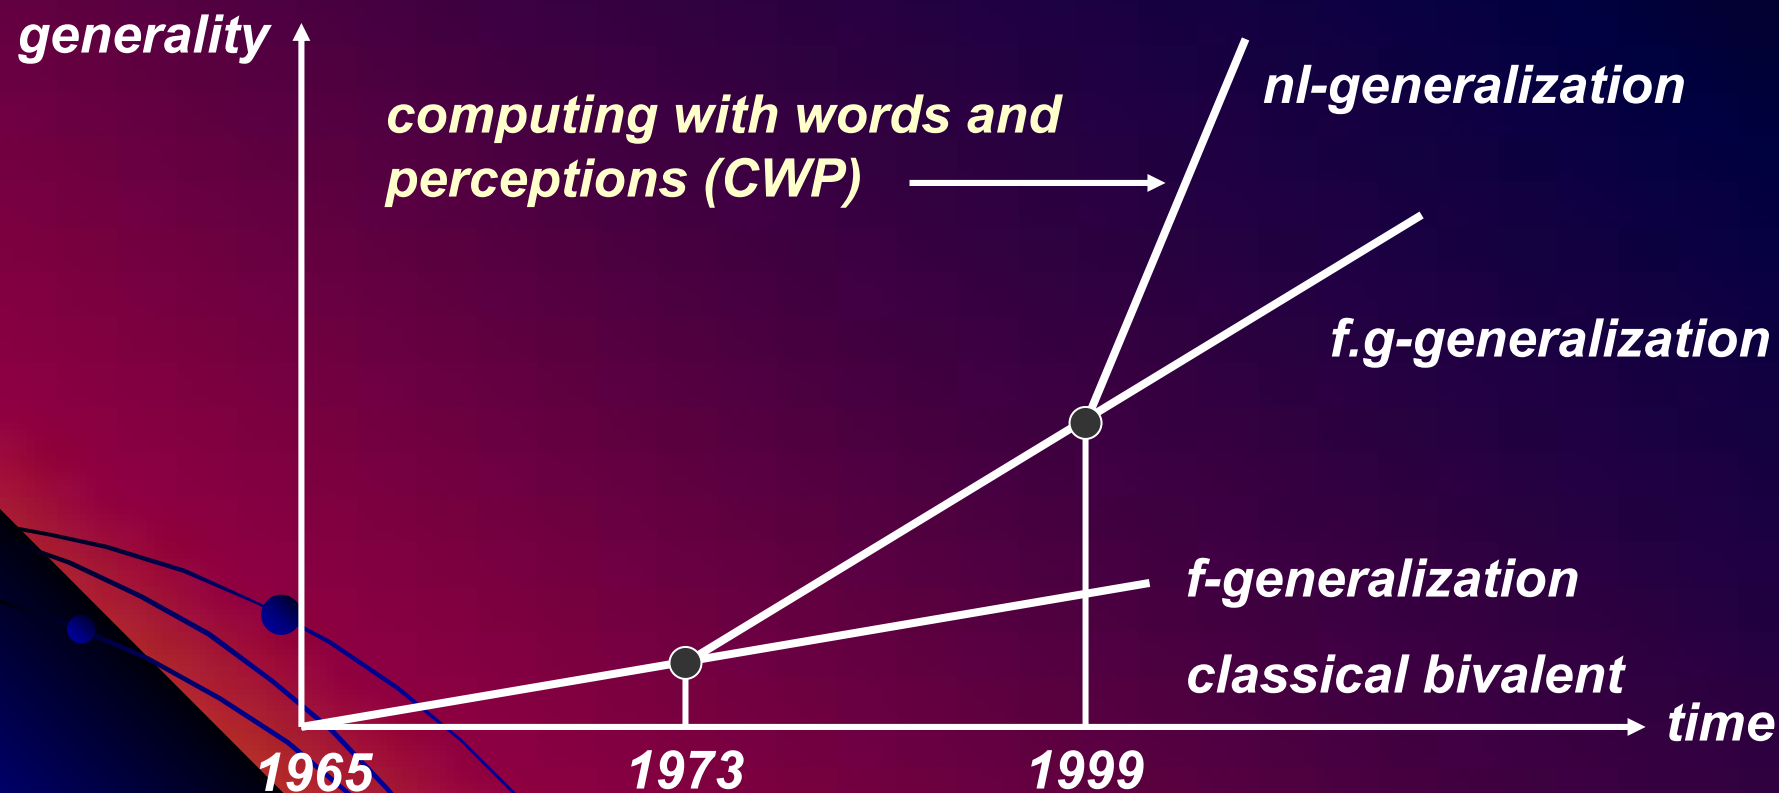 generality
computing with words and
perceptions (CWP)
nl-generalization
f.g-generalization
f-generalization
classical bivalent
time
1965
1973
1999